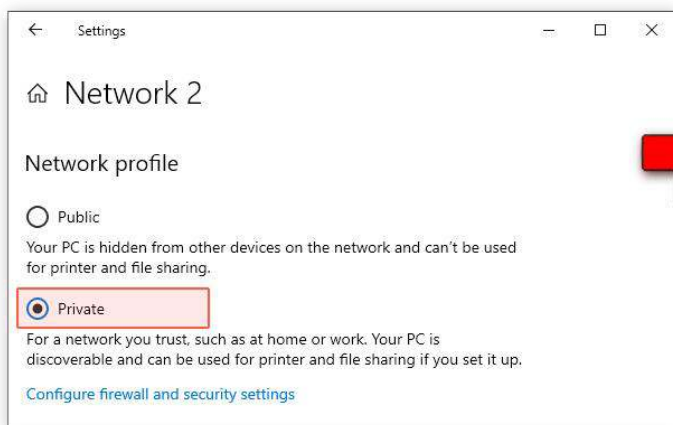 Settings
Network 2
Network profile
Public
Your PC is hidden from other devices on the network and can't be used
for printer and file sharing.
Private
For a network you trust, such as at home or work. Your PC is
discoverable and can be used for printer and file sharing if you set it up.
Configure firewall and security settings